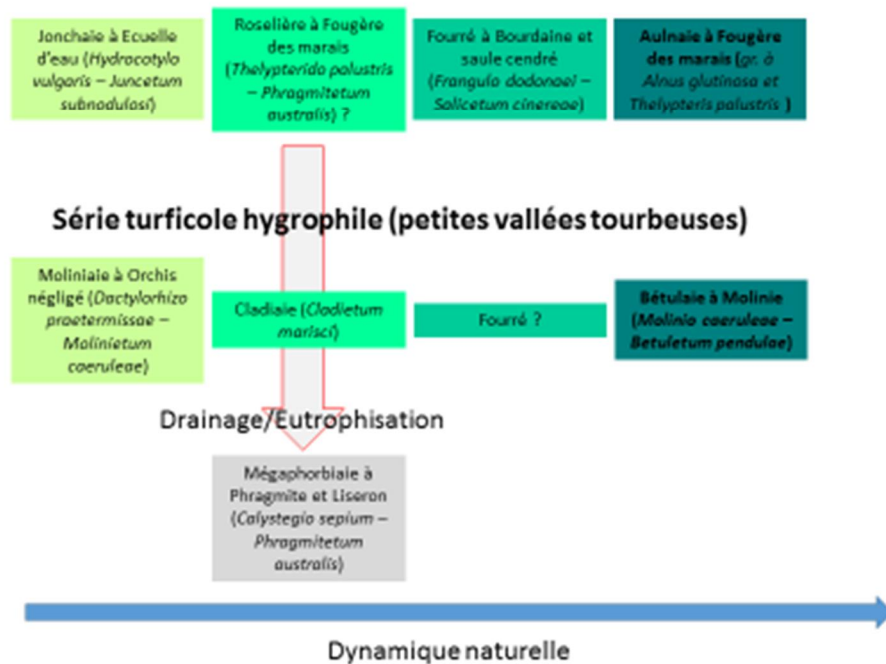 Jonchaie à Ecuelle
d'eau (Hydrocotylo
vulgaris – Juncetum
subnodulosi)
Roselière à Fougère
des marais
(Thelypterido palustris
– Phragmitetum
australis) ?
Fourré à Bourdaine et
saule cendré
(Frangulo dodonaei –
Salicetum cinereae)
Aulnaie à Fougère
des marais (gr. à
Alnus glutinosa et
Thelypteris palustris )
Série turficole hygrophile (petites vallées tourbeuses)
Moliniaie à Orchis
négligé (Dactylorhizo
praetermissae –
Molinietum
caeruleae)
Cladiaie (Cladietum
marisci)
Fourré ?
Bétulaie à Molinie
(Molinio caeruleae –
Betuletum pendulae)
Drainage/Eutrophisation
Mégaphorbiaie à
Phragmite et Liseron
(Calystegio sepium –
Phragmitetum
australis)
Dynamique naturelle